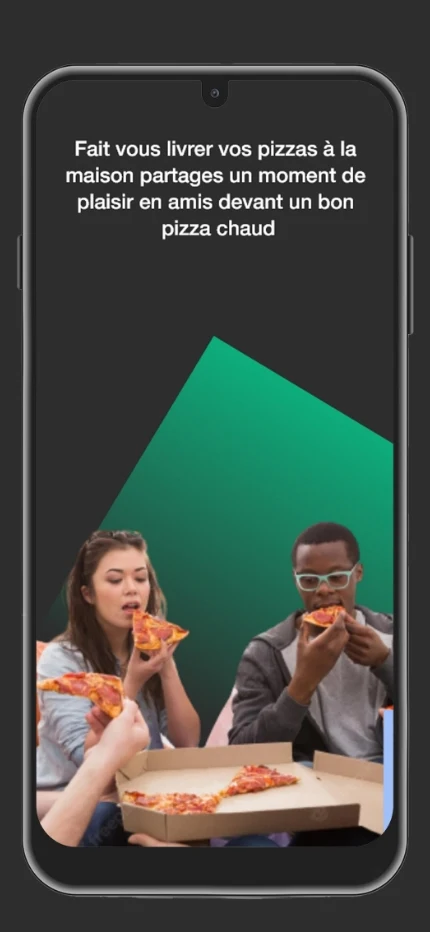 Fait vous livrer vos pizzas à la
maison partages un moment de
plaisir en amis devant un bon
pizza chaud